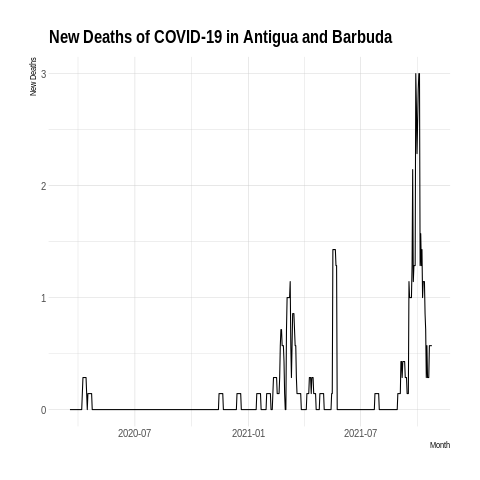 New Deaths of COVID-19 in Antigua and Barbuda
New Deaths
3
2
1
0
2020-07
2021-01
2021-07
Month